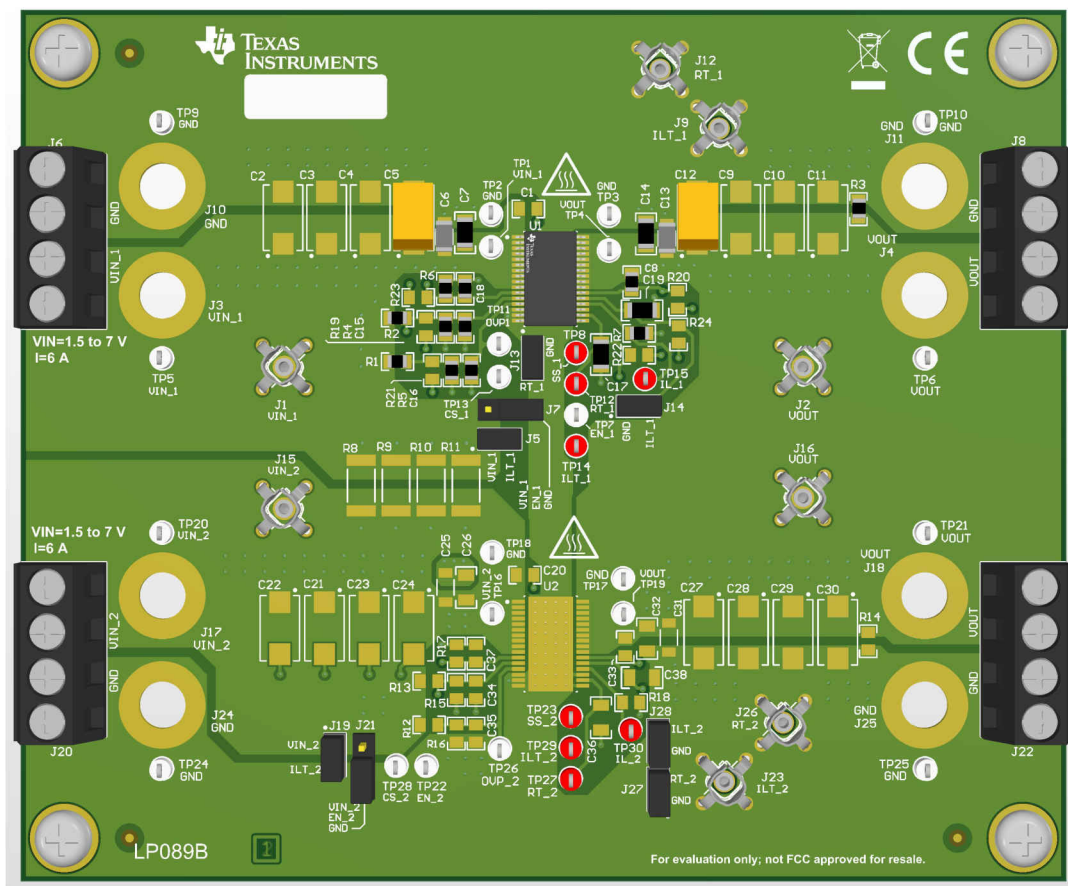 TEXAS
INSTRUMENTS
J12
RT_1
J9
ILT_1
TP9
GND
TP10
GND
GND
J11
J6
J8
C2
C3
C4
C5
C6
C7
TP2
GND
TP1
VIN_1
C1
U1
GND
TP3
VOUT
TP4
C14
C13
C12
C9
C10
C11
R3
GND
VIN_1
J10
GND
J3
VIN_1
VOUT
J4
GND
VOUT
R6
C18
R23
R2
R19
R4
C15
R1
R21
R5
C16
TP11
OVP1
J13
RT_1
TP13
CS_1
C8
C19
R20
R24
R7
R22
C17
TP8
SS_1
TP12
RT_1
TP7
EN_1
TP14
ILT_1
TP15
IL_1
J14
GND
ILT_1
J7
J5
VIN_1
ILT_1
VIN_1
EN_1
GND
VIN=1.5 to 7 V
I=6 A
TP5
VIN_1
J1
VIN_1
J2
VOUT
TP6
VOUT
R8
R9
R10
R11
J15
VIN_2
J16
VOUT
VIN=1.5 to 7 V
I=6 A
TP20
VIN_2
TP21
VOUT
VOUT
J18
C22
C21
C23
C24
C25
C26
TP18
GND
VIN_2
TP16
C20
U2
GND
TP17
VOUT
TP19
C32
C31
C27
C28
C29
C30
R14
VIN_2
GND
J17
VIN_2
J24
GND
J20
VOUT
GND
J22
R17
C37
R13
C34
R15
R12
C35
R16
C33
C38
R18
C36
TP23
SS_2
TP29
ILT_2
TP27
RT_2
TP30
IL_2
J28
ILT_2
GND
J27
RT_2
GND
J26
RT_2
J23
ILT_2
GND
J25
TP25
GND
TP24
GND
J19
VIN_2
ILT_2
J21
VIN_2
EN_2
GND
TP28
CS_2
TP22
EN_2
TP26
OVP_2
LP089B
1
For evaluation only; not FCC approved for resale.